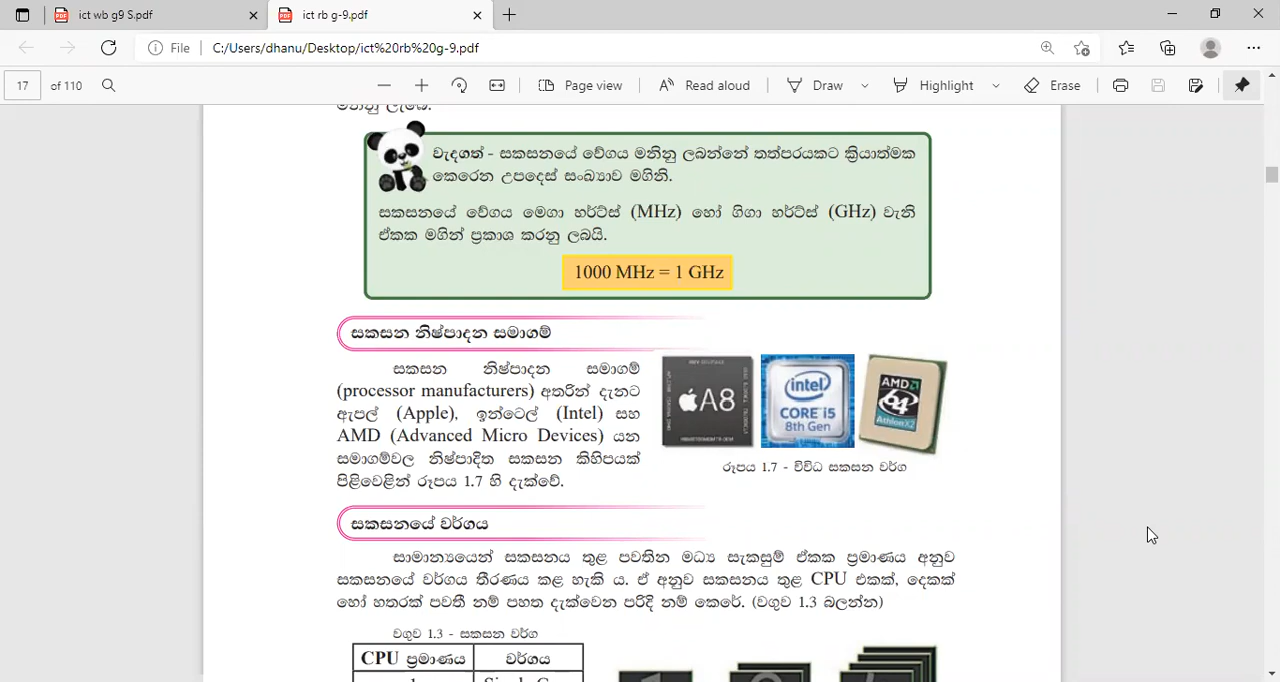 ict wb g9 S.pdf
ict rb g-9.pdf
File
C:/Users/dhanu/Desktop/ict%20rb%20g-9.pdf
17 of 110
Page view
Read aloud
Draw
Highlight
Erase
මනිනු ලැබේ.
වැදගත් - සකසනයේ වේගය මනිනු ලබන්නේ තත්පරයකට ක්‍රියාත්මක
කෙරෙන උපදෙස් සංඛ්‍යාව මගිනි.
සකසනයේ වේගය මෙගා හර්ට්ස් (MHz) හෝ ගිගා හර්ට්ස් (GHz) වැනි
ඒකක මගින් ප්‍රකාශ කරනු ලබයි.
1000 MHz = 1 GHz
සකසන නිෂ්පාදන සමාගම්
සකසන නිෂ්පාදන සමාගම්
(processor manufacturers) අතරින් දැනට
ඇපල් (Apple), ඉන්ටෙල් (Intel) සහ
AMD (Advanced Micro Devices) යන
සමාගම්වල නිෂ්පාදිත සකසන කිහිපයක්
පිළිවෙළින් රූපය 1.7 හි දැක්වේ.
A8
intel
CORE i5
8th Gen
AMD
64
Athlon X2
රූපය 1.7 - විවිධ සකසන වර්ග
සකසනයේ වර්ගය
සාමාන්‍යයෙන් සකසනය තුළ පවතින මධ්‍ය සැකසුම් ඒකක ප්‍රමාණය අනුව
සකසනයේ වර්ගය තීරණය කළ හැකි ය. ඒ අනුව සකසනය තුළ CPU එකක්, දෙකක්
හෝ හතරක් පවතී නම් පහත දැක්වෙන පරිදි නම් කෙරේ. (වගුව 1.3 බලන්න)
වගුව 1.3 - සකසන වර්ග
CPU ප්‍රමාණය
වර්ගය